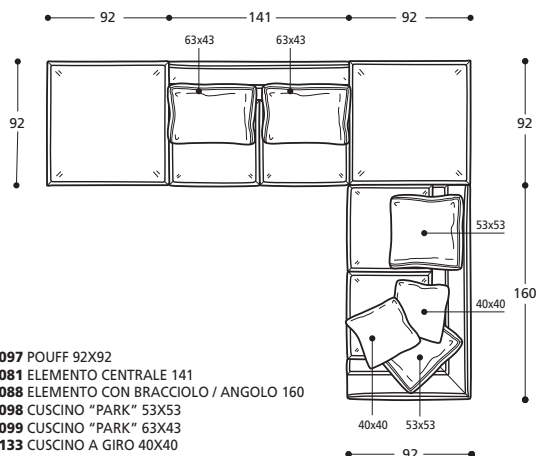 92
141
92
63x43
63x43
92
92
53x53
160
40x40
40x40
53x53
92
097 POUFF 92X92
081 ELEMENTO CENTRALE 141
088 ELEMENTO CON BRACCIOLO / ANGOLO 160
098 CUSCINO “PARK” 53X53
099 CUSCINO “PARK” 63X43
133 CUSCINO A GIRO 40X40